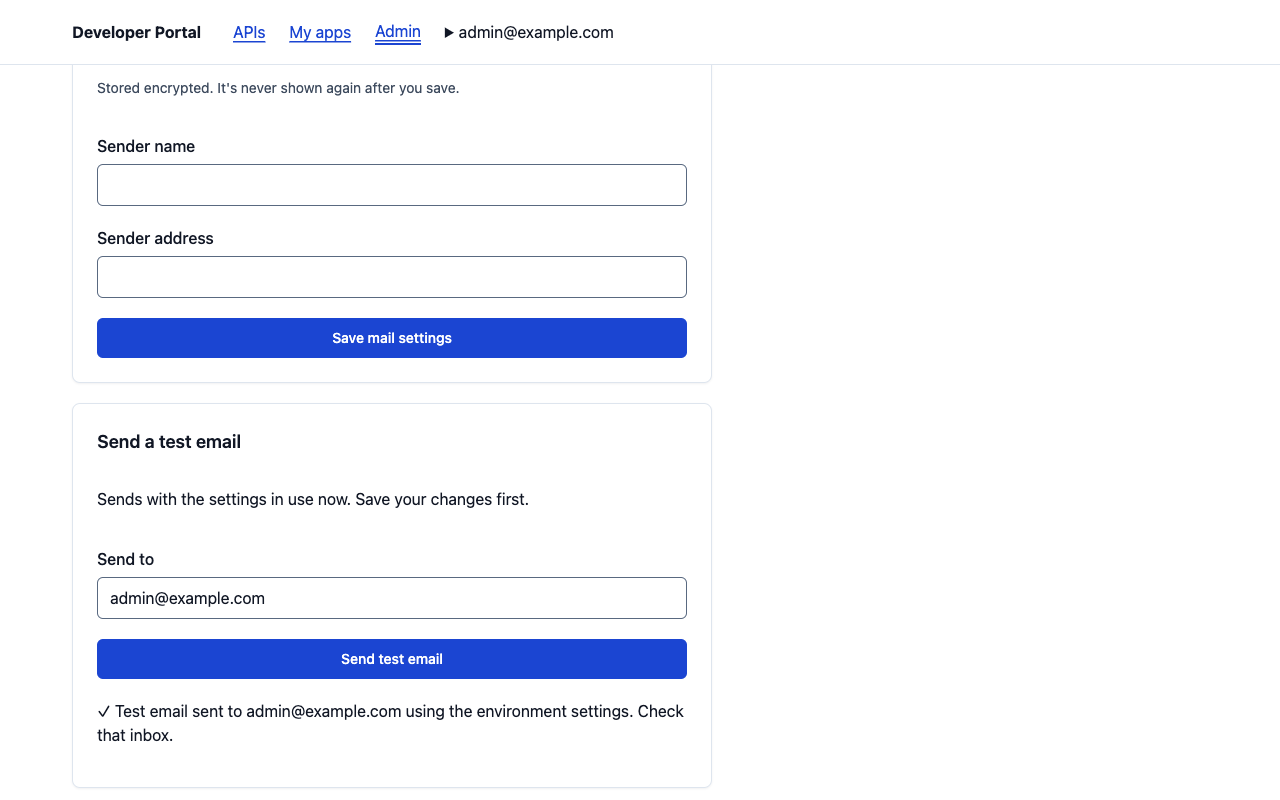 Developer Portal APIs My apps Admin ▶ admin@example.com
Stored encrypted. It's never shown again after you save.
Sender name
Sender address
Save mail settings
Send a test email
Sends with the settings in use now. Save your changes first.
Send to
admin@example.com
Send test email
✓ Test email sent to admin@example.com using the environment settings. Check
that inbox.